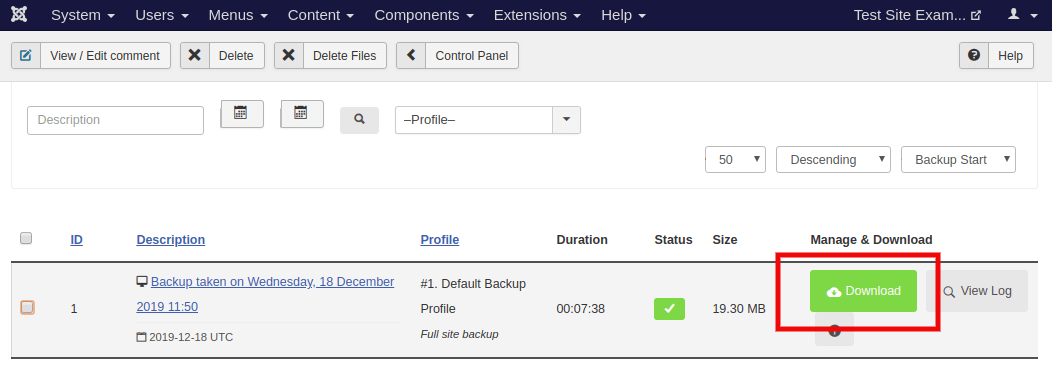 System Users Menus Content Components Extensions Help Test Site Exam...
View / Edit comment Delete Delete Files Control Panel Help
Description –Profile–
50 Descending Backup Start
ID Description Profile Duration Status Size Manage & Download
Backup taken on Wednesday, 18 December #1. Default Backup Download View Log
1 2019 11:50 Profile 00:07:38 19.30 MB
2019-12-18 UTC Full site backup